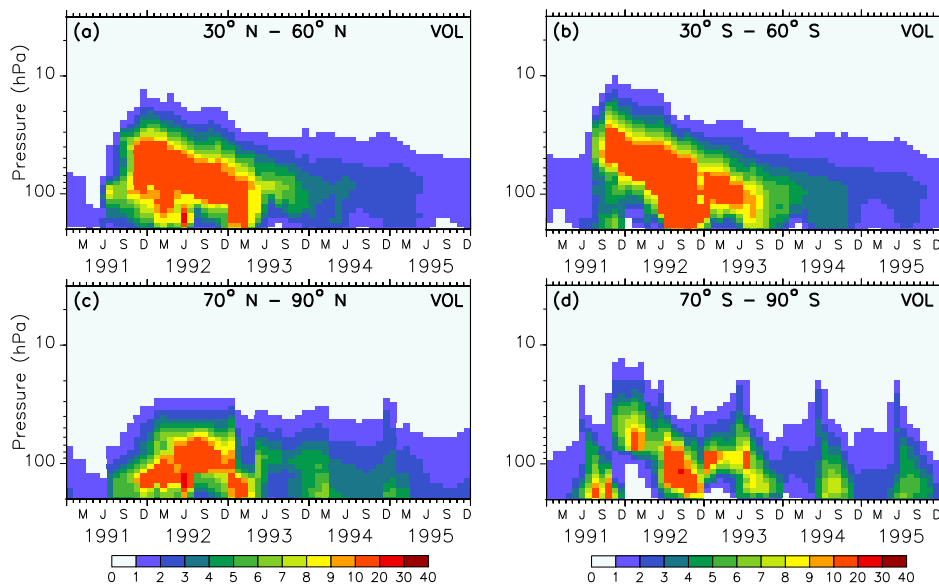 (a) 30° N – 60° N VOL
(b) 30° S – 60° S VOL
Pressure (hPa)
10
100
10
100
M J S D M J S D M J S D M J S D M J S D
M J S D M J S D M J S D M J S D M J S D
1991 1992 1993 1994 1995
1991 1992 1993 1994 1995
(c) 70° N – 90° N VOL
(d) 70° S – 90° S VOL
Pressure (hPa)
10
100
10
100
M J S D M J S D M J S D M J S D M J S D
M J S D M J S D M J S D M J S D M J S D
1991 1992 1993 1994 1995
1991 1992 1993 1994 1995
0 1 2 3 4 5 6 7 8 9 10 20 30 40
0 1 2 3 4 5 6 7 8 9 10 20 30 40